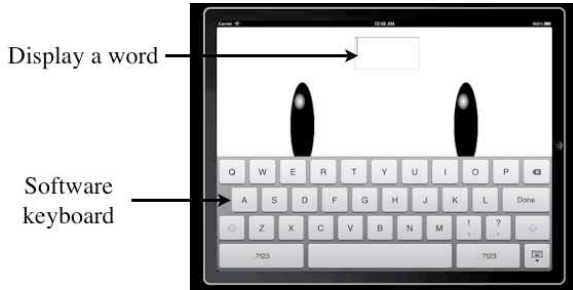 Display a word
Software
keyboard
Q W E R T Y U I O P
A S D F G H J K L Done
Z X C V B N M ! , ? .
.?123 .?123